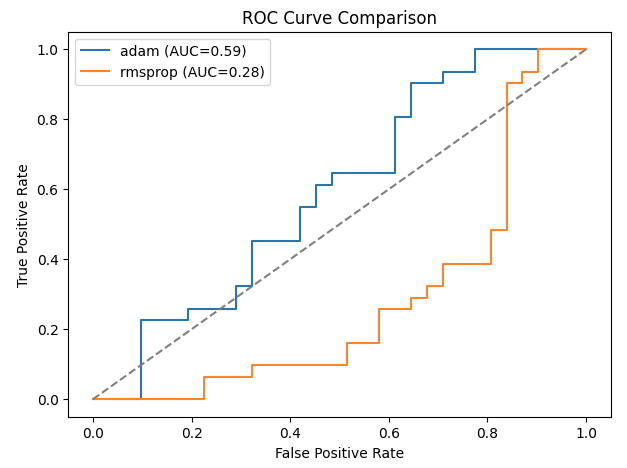 ROC Curve Comparison
adam (AUC=0.59)
rmsprop (AUC=0.28)
True Positive Rate
1.0
0.8
0.6
0.4
0.2
0.0
0.0 0.2 0.4 0.6 0.8 1.0
False Positive Rate